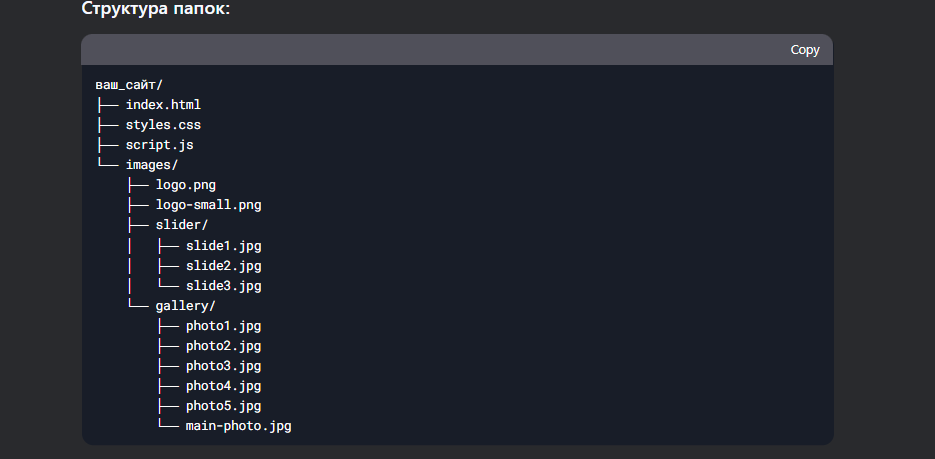 Структура папок:
Copy
ваш_сайт/
├── index.html
├── styles.css
├── script.js
└── images/
    ├── logo.png
    ├── logo-small.png
    ├── slider/
    │   ├── slide1.jpg
    │   ├── slide2.jpg
    │   └── slide3.jpg
    └── gallery/
        ├── photo1.jpg
        ├── photo2.jpg
        ├── photo3.jpg
        ├── photo4.jpg
        ├── photo5.jpg
        └── main-photo.jpg